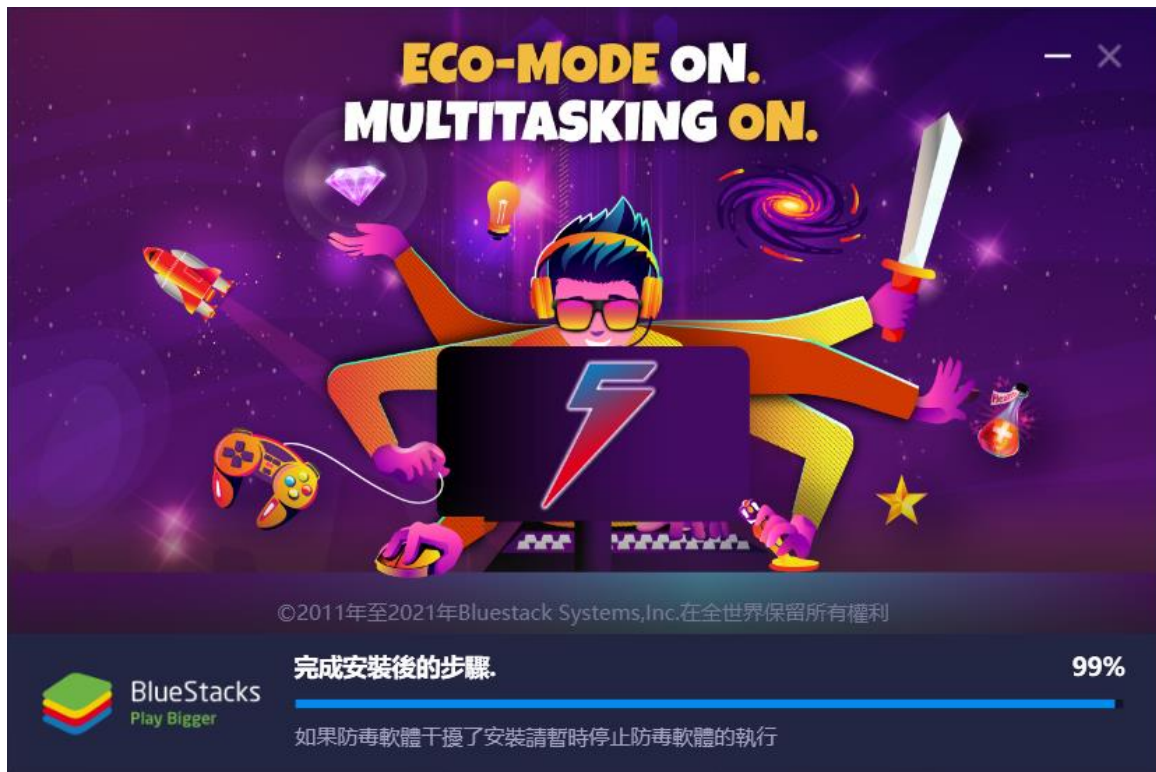 ECO-MODE ON.
MULTITASKING ON.
Health
©2011年至2021年Bluestack Systems,Inc.在全世界保留所有權利
BlueStacks
Play Bigger
完成安裝後的步驟.
99%
如果防毒軟體干擾了安裝請暫時停止防毒軟體的執行